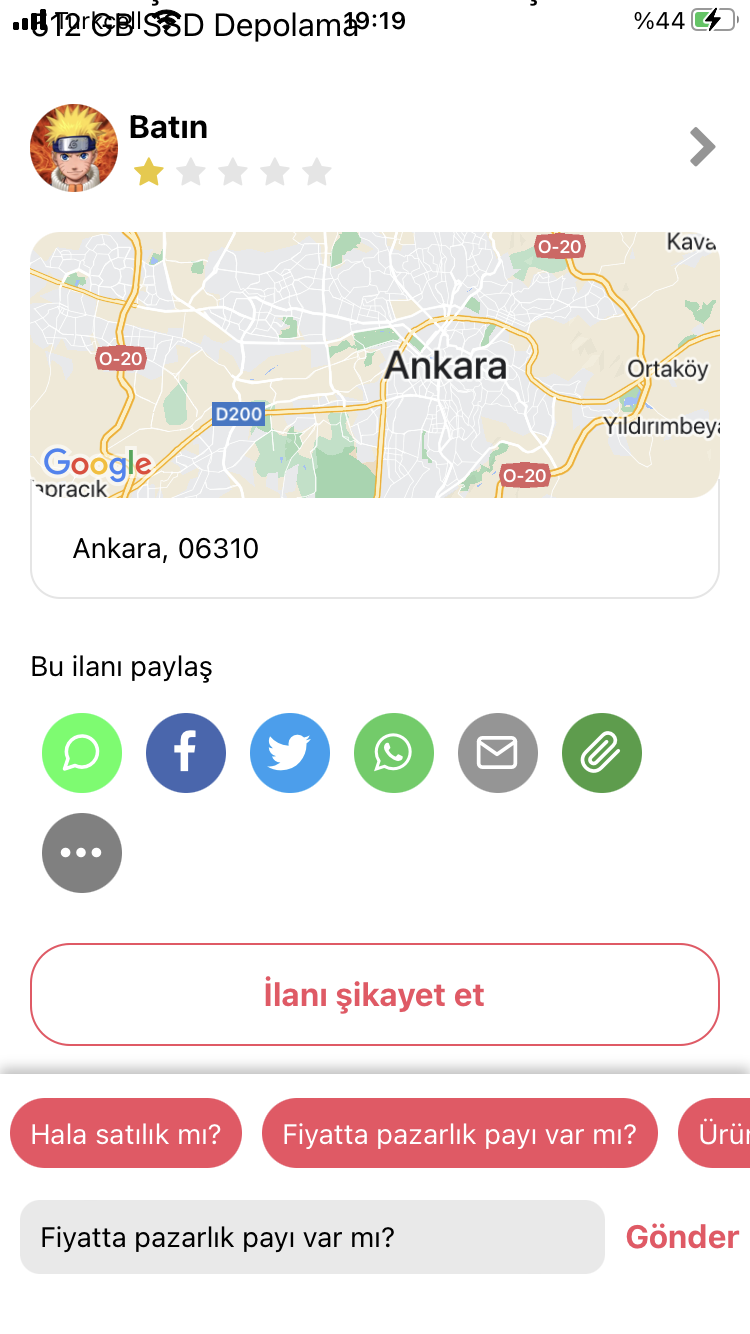 Turkcell
19:19
%44
512 GB SSD Depolama
Batın
O-20
O-20
Ankara
Ortaköy
D200
Yıldırımbeya
Google
O-20
apracık
Ankara, 06310
Bu ilanı paylaş
İlanı şikayet et
Hala satılık mı?
Fiyatta pazarlık payı var mı?
Fiyatta pazarlık payı var mı?
Gönder